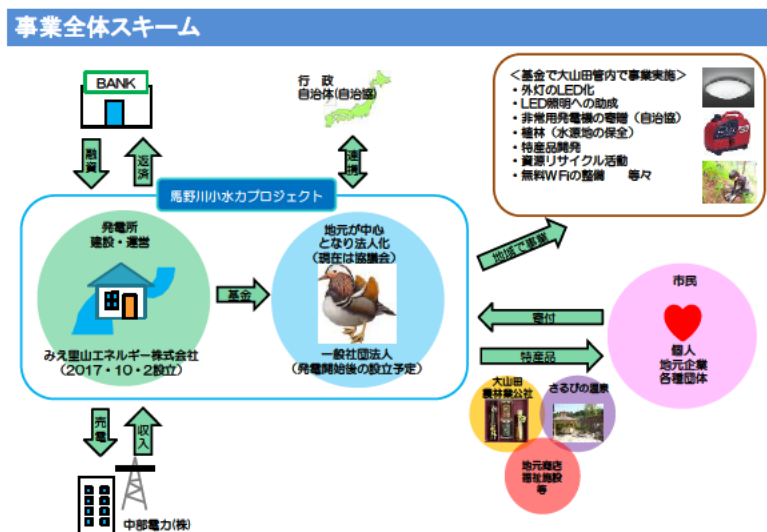 事業全体スキーム
BANK
行　政
自治体(自治協)
融資
返済
連携
＜基金で大山田管内で事業実施＞
・外灯のLED化
・LED照明への助成
・非常用発電機の寄贈（自治協）
・植林（水源地の保全）
・特産品開発
・資源リサイクル活動
・無料WFiの整備　等々
馬野川小水力プロジェクト
発電所
建設・運営
みえ里山エネルギー株式会社
（2017・10・2設立）
基金
地元が中心
となり法人化
（現在は協議会）
一般社団法人
（発電開始後の設立予定）
地域で事業
寄付
特産品
市民
個人
地元企業
各種団体
大山田
農林業公社
さるびの温泉
地元商店
福祉施設
等
売電
収入
中部電力(株)